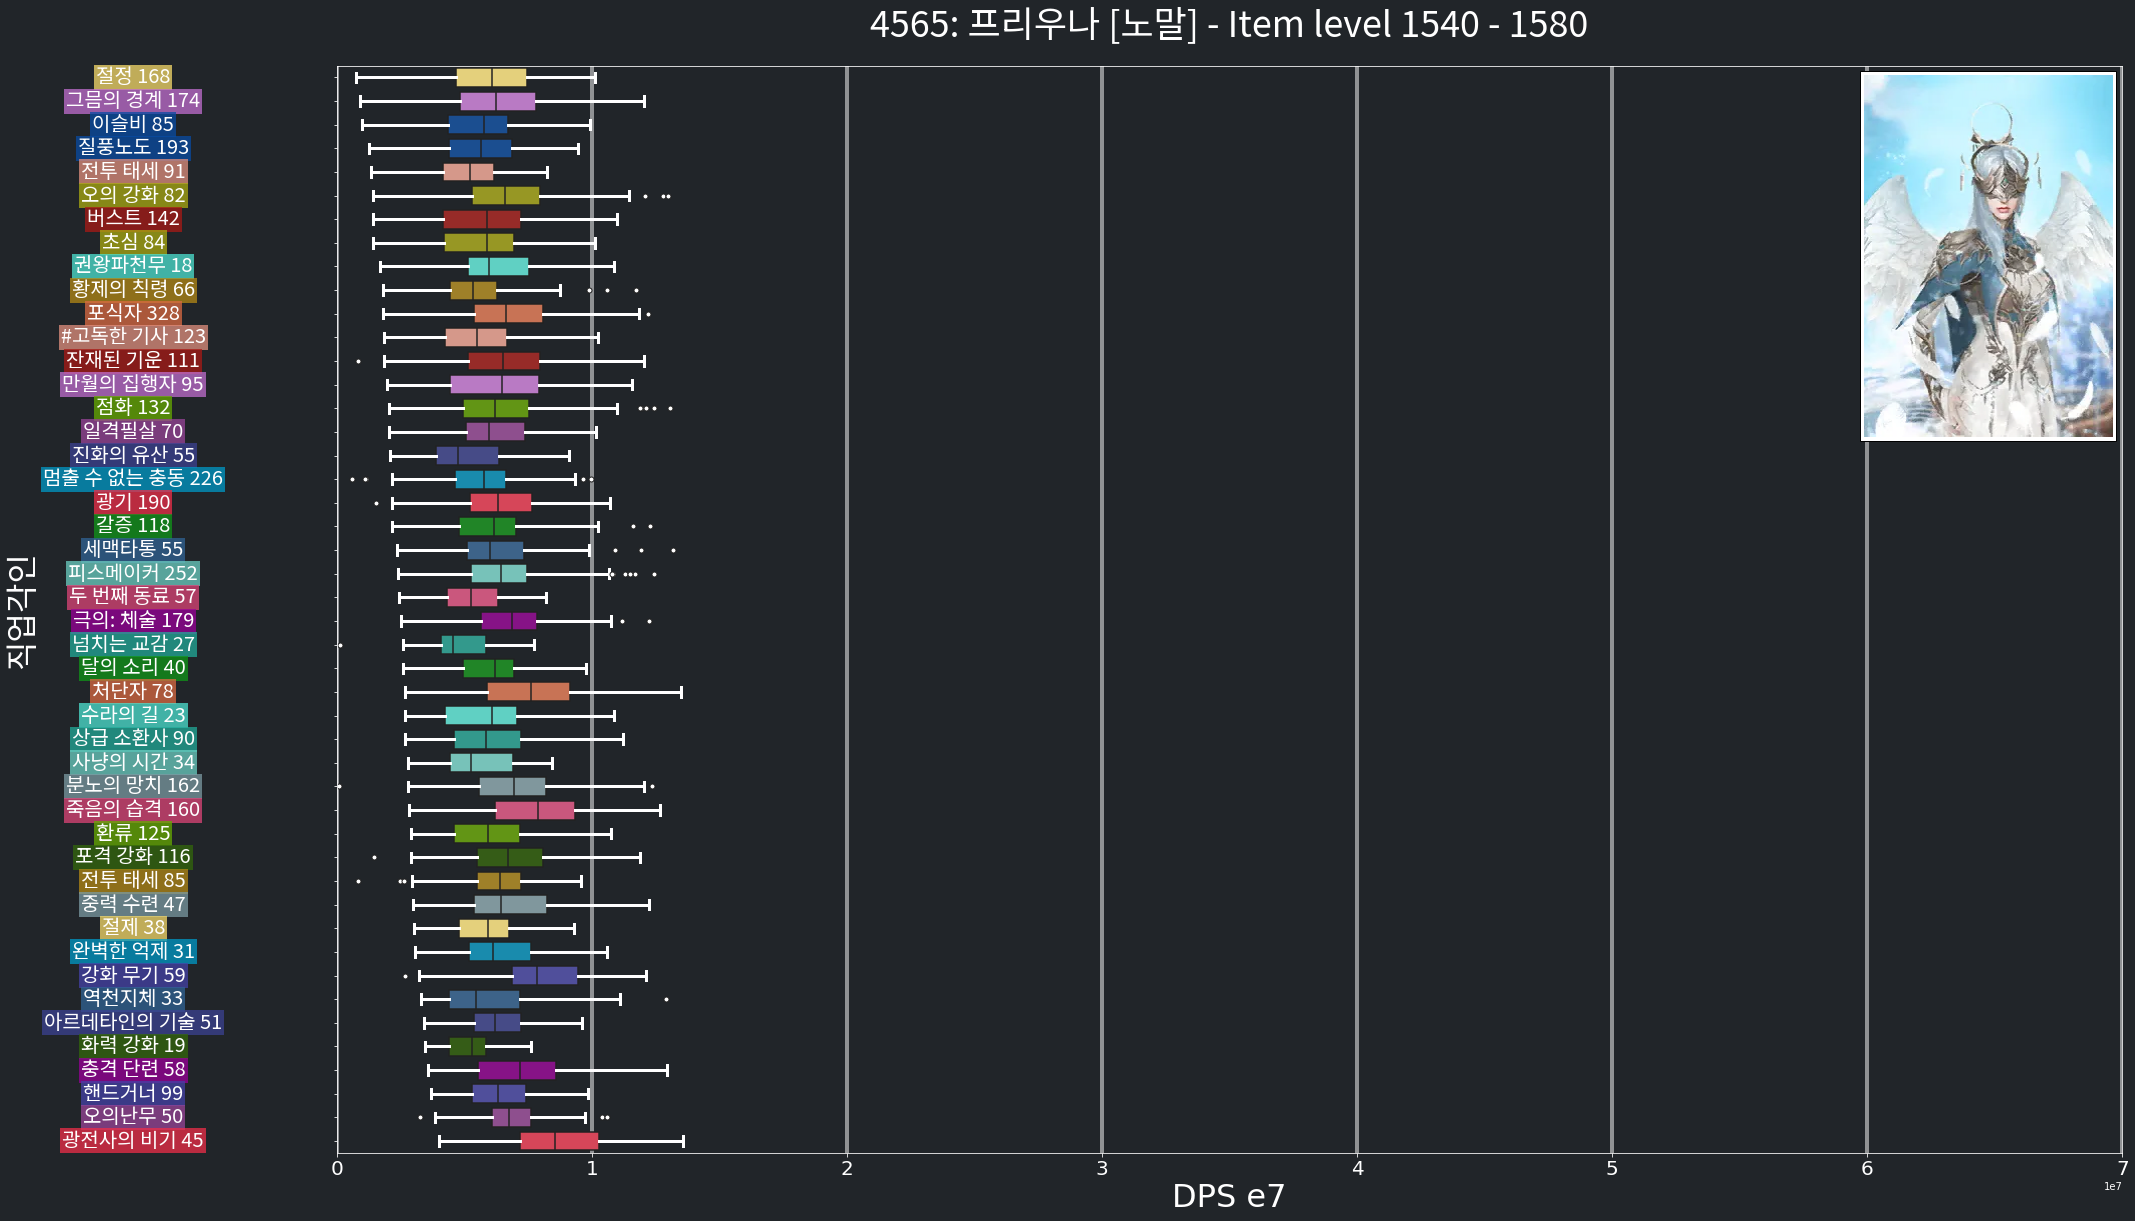 4565: 프리우나 [노말] - Item level 1540 - 1580
절정 168
그믐의 경계 174
이슬비 85
질풍노도 193
전투 태세 91
오의 강화 82
버스트 142
초심 84
권왕파천무 18
황제의 칙령 66
포식자 328
#고독한 기사 123
잔재된 기운 111
만월의 집행자 95
점화 132
일격필살 70
진화의 유산 55
멈출 수 없는 충동 226
광기 190
갈증 118
세맥타통 55
피스메이커 252
두 번째 동료 57
극의: 체술 179
넘치는 교감 27
달의 소리 40
처단자 78
수라의 길 23
상급 소환사 90
사냥의 시간 34
분노의 망치 162
죽음의 습격 160
환류 125
포격 강화 116
전투 태세 85
중력 수련 47
절제 38
완벽한 억제 31
강화 무기 59
역천지체 33
아르데타인의 기술 51
화력 강화 19
충격 단련 58
핸드거너 99
오의난무 50
광전사의 비기 45
직업각인
0 1 2 3 4 5 6 7
1e7
DPS e7